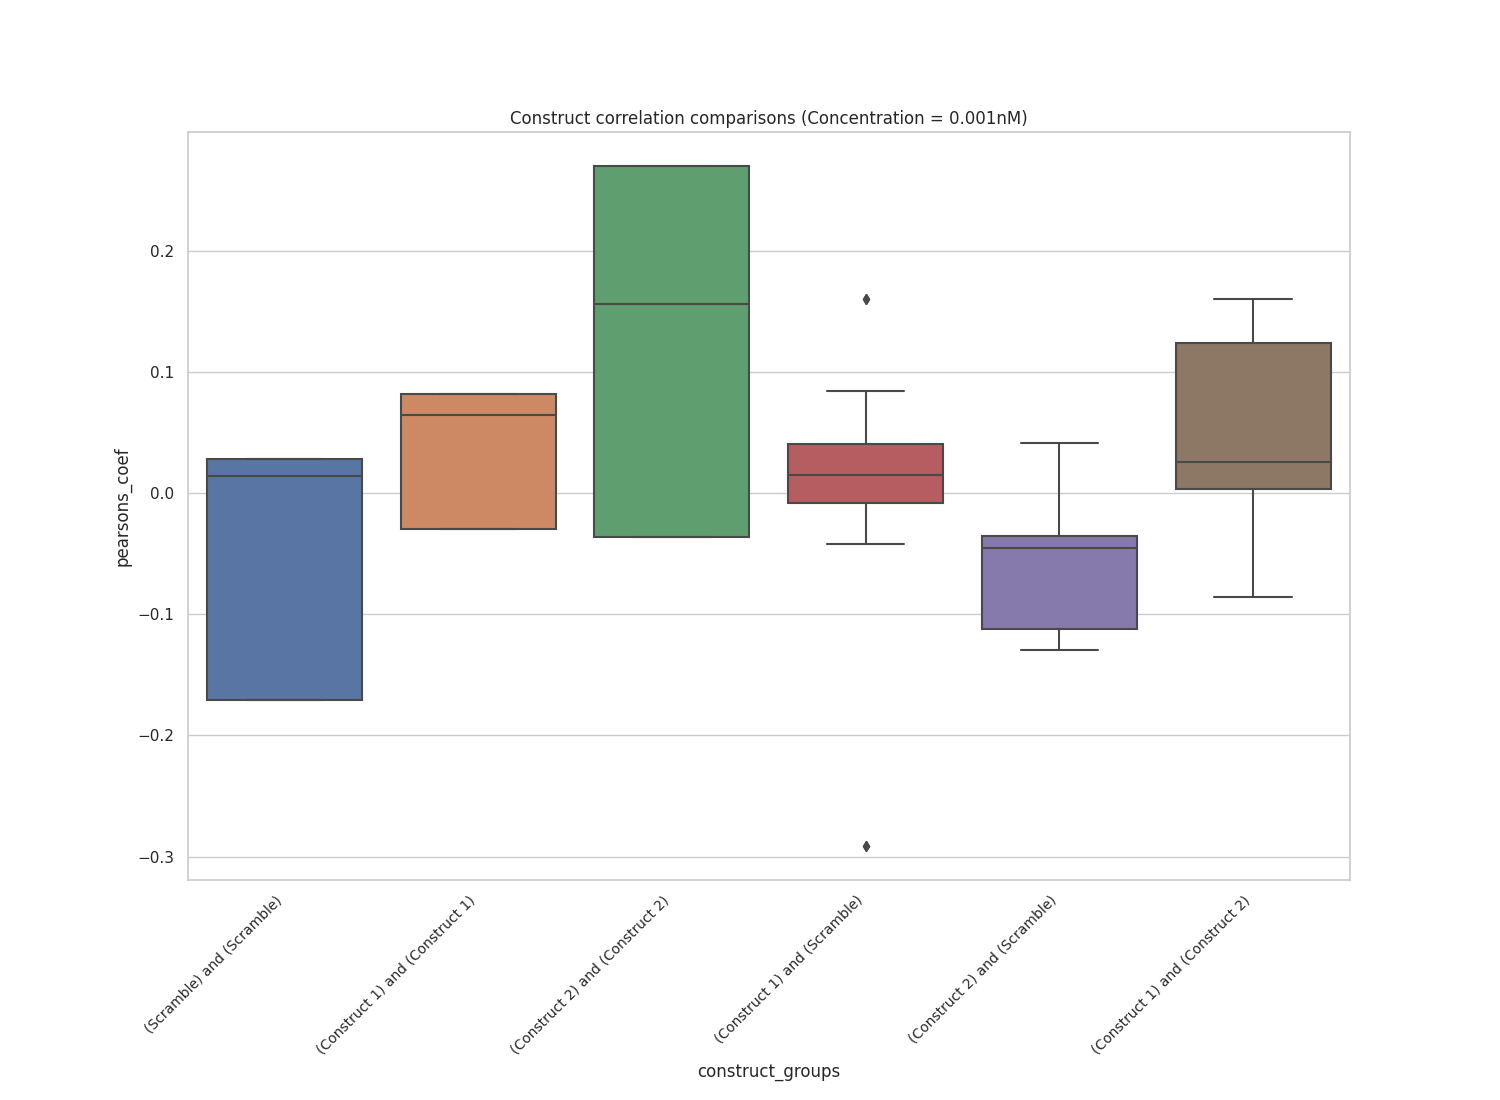 Construct correlation comparisons (Concentration = 0.001nM)
pearsons_coef
0.2
0.1
0.0
−0.1
−0.2
−0.3
(Scramble) and (Scramble)
(Construct 1) and (Construct 1)
(Construct 2) and (Construct 2)
(Construct 1) and (Scramble)
(Construct 2) and (Scramble)
(Construct 1) and (Construct 2)
construct_groups